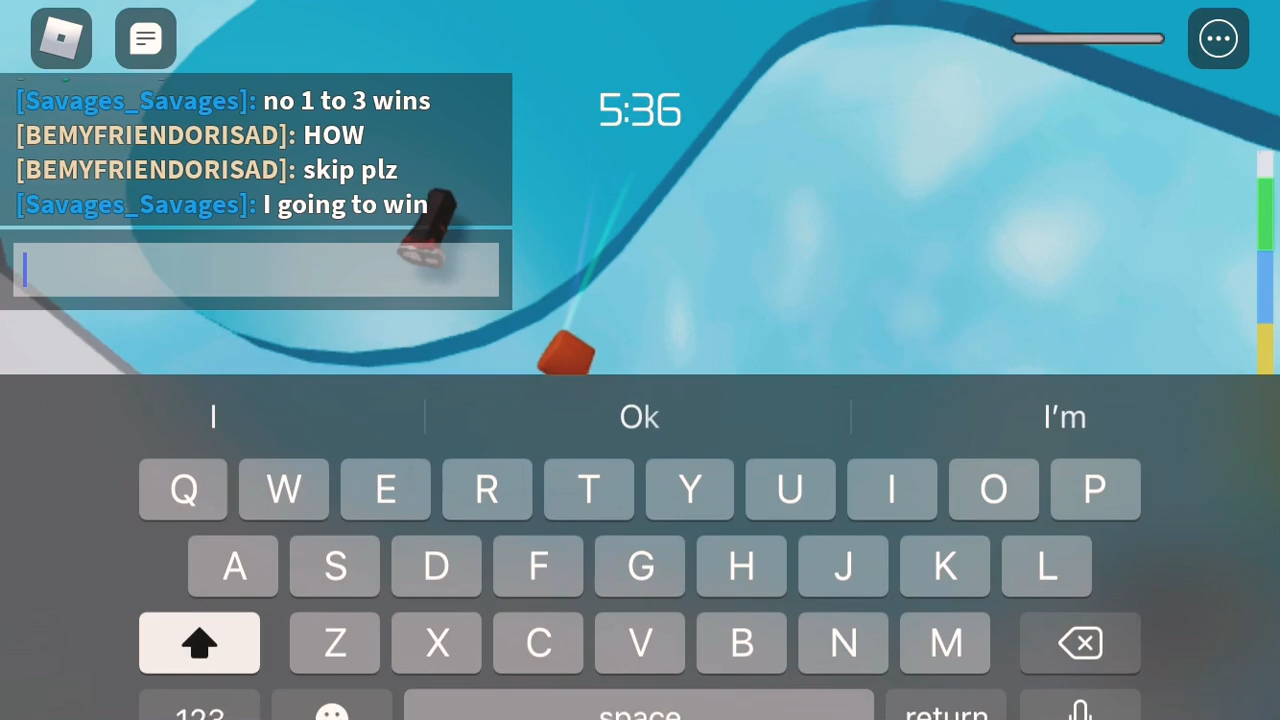 [Savages_Savages]: no 1 to 3 wins
[BEMYFRIENDORISAD]: HOW
[BEMYFRIENDORISAD]: skip plz
[Savages_Savages]: I going to win
5:36
I Ok I’m
Q W E R T Y U I O P
A S D F G H J K L
Z X C V B N M
123 space return